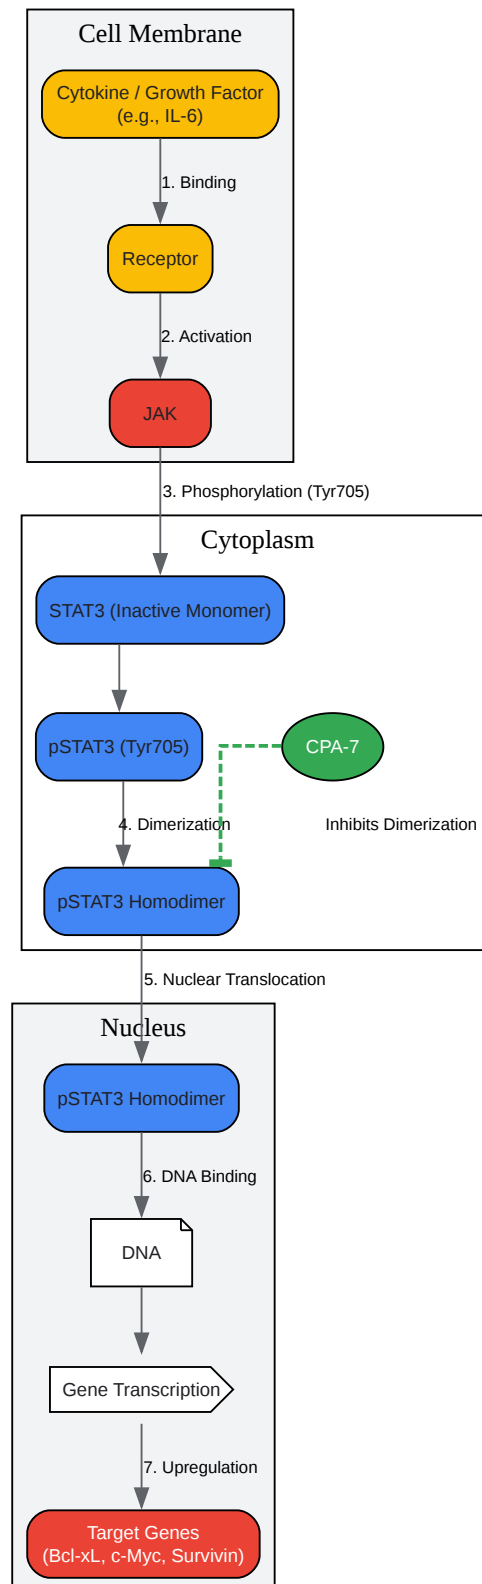 Cell Membrane
Cytokine / Growth Factor
(e.g., IL-6)
1. Binding
Receptor
2. Activation
JAK
3. Phosphorylation (Tyr705)
Cytoplasm
STAT3 (Inactive Monomer)
pSTAT3 (Tyr705)
CPA-7
4. Dimerization
Inhibits Dimerization
pSTAT3 Homodimer
5. Nuclear Translocation
Nucleus
pSTAT3 Homodimer
6. DNA Binding
DNA
Gene Transcription
7. Upregulation
Target Genes
(Bcl-xL, c-Myc, Survivin)